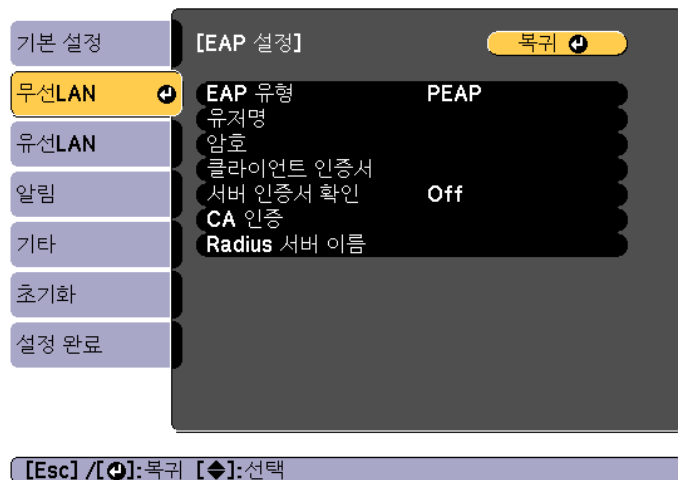 기본 설정
무선LAN
유선LAN
알림
기타
초기화
설정 완료
[EAP 설정]
복귀
EAP 유형 PEAP
유저명
암호
클라이언트 인증서
서버 인증서 확인 Off
CA 인증
Radius 서버 이름
[Esc] /[⏎]:복귀 [◆]:선택